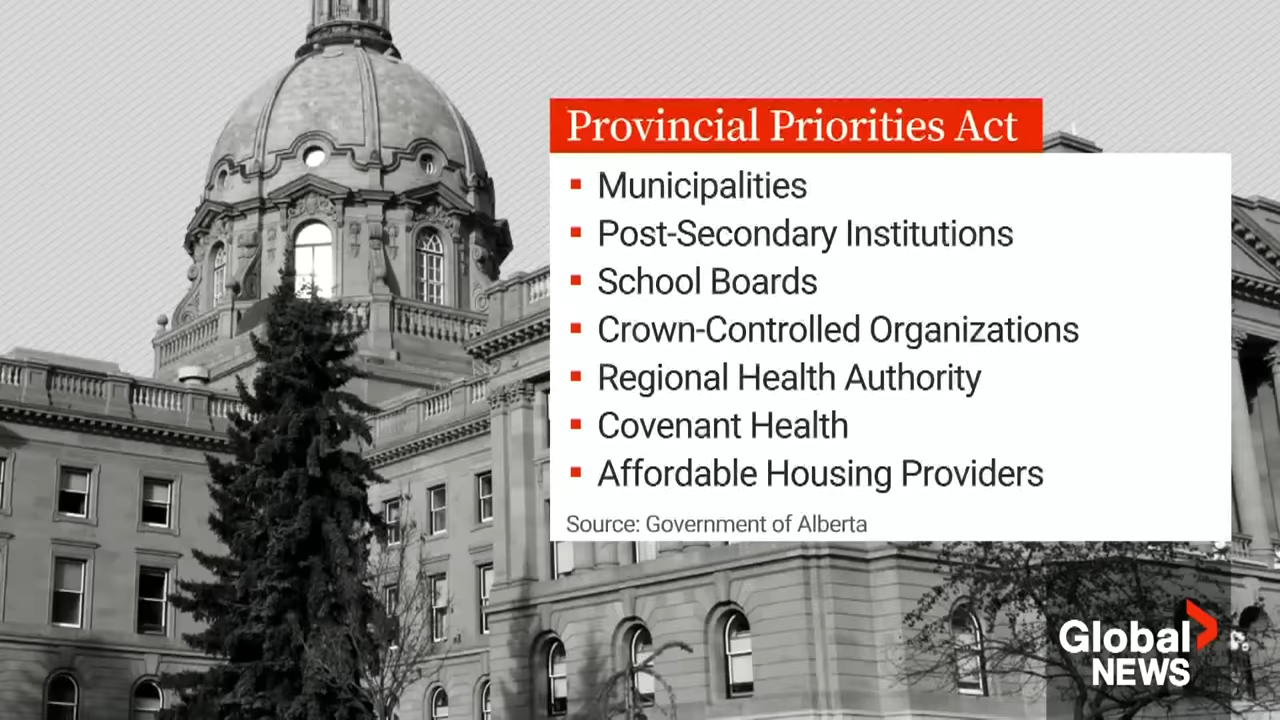 Provincial Priorities Act
Municipalities
Post-Secondary Institutions
School Boards
Crown-Controlled Organizations
Regional Health Authority
Covenant Health
Affordable Housing Providers
Source: Government of Alberta
Global
NEWS